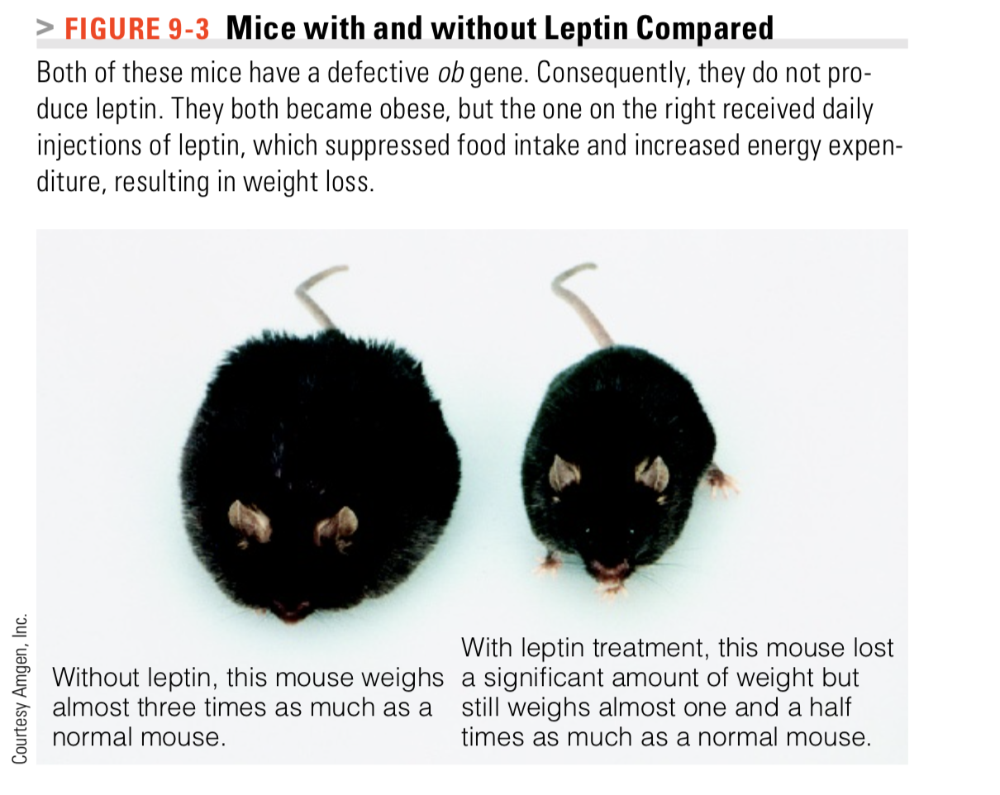 > FIGURE 9-3 Mice with and without Leptin Compared
Both of these mice have a defective ob gene. Consequently, they do not pro-
duce leptin. They both became obese, but the one on the right received daily
injections of leptin, which suppressed food intake and increased energy expen-
diture, resulting in weight loss.
Without leptin, this mouse weighs
almost three times as much as a
normal mouse.
With leptin treatment, this mouse lost
a significant amount of weight but
still weighs almost one and a half
times as much as a normal mouse.
Courtesy Amgen, Inc.